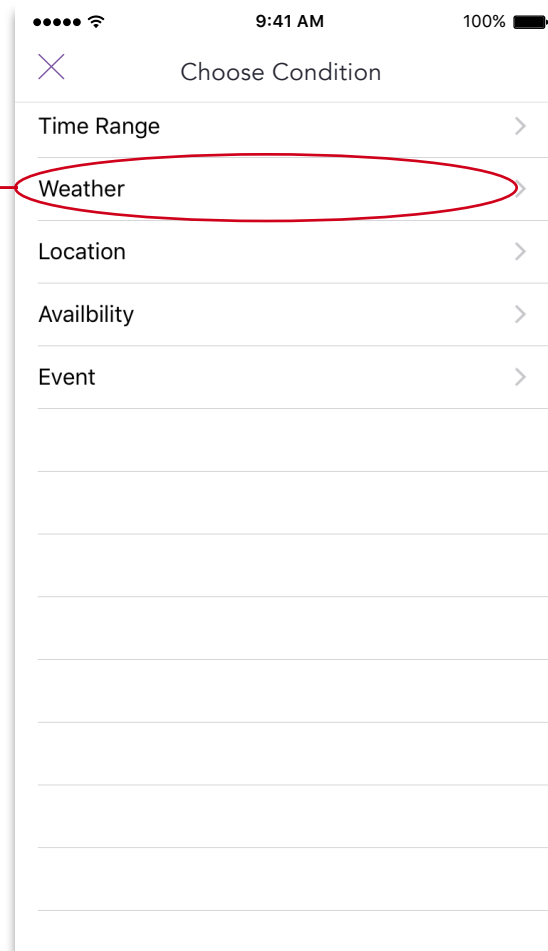 9:41 AM
100%
Choose Condition
Time Range
Weather
Location
Availbility
Event